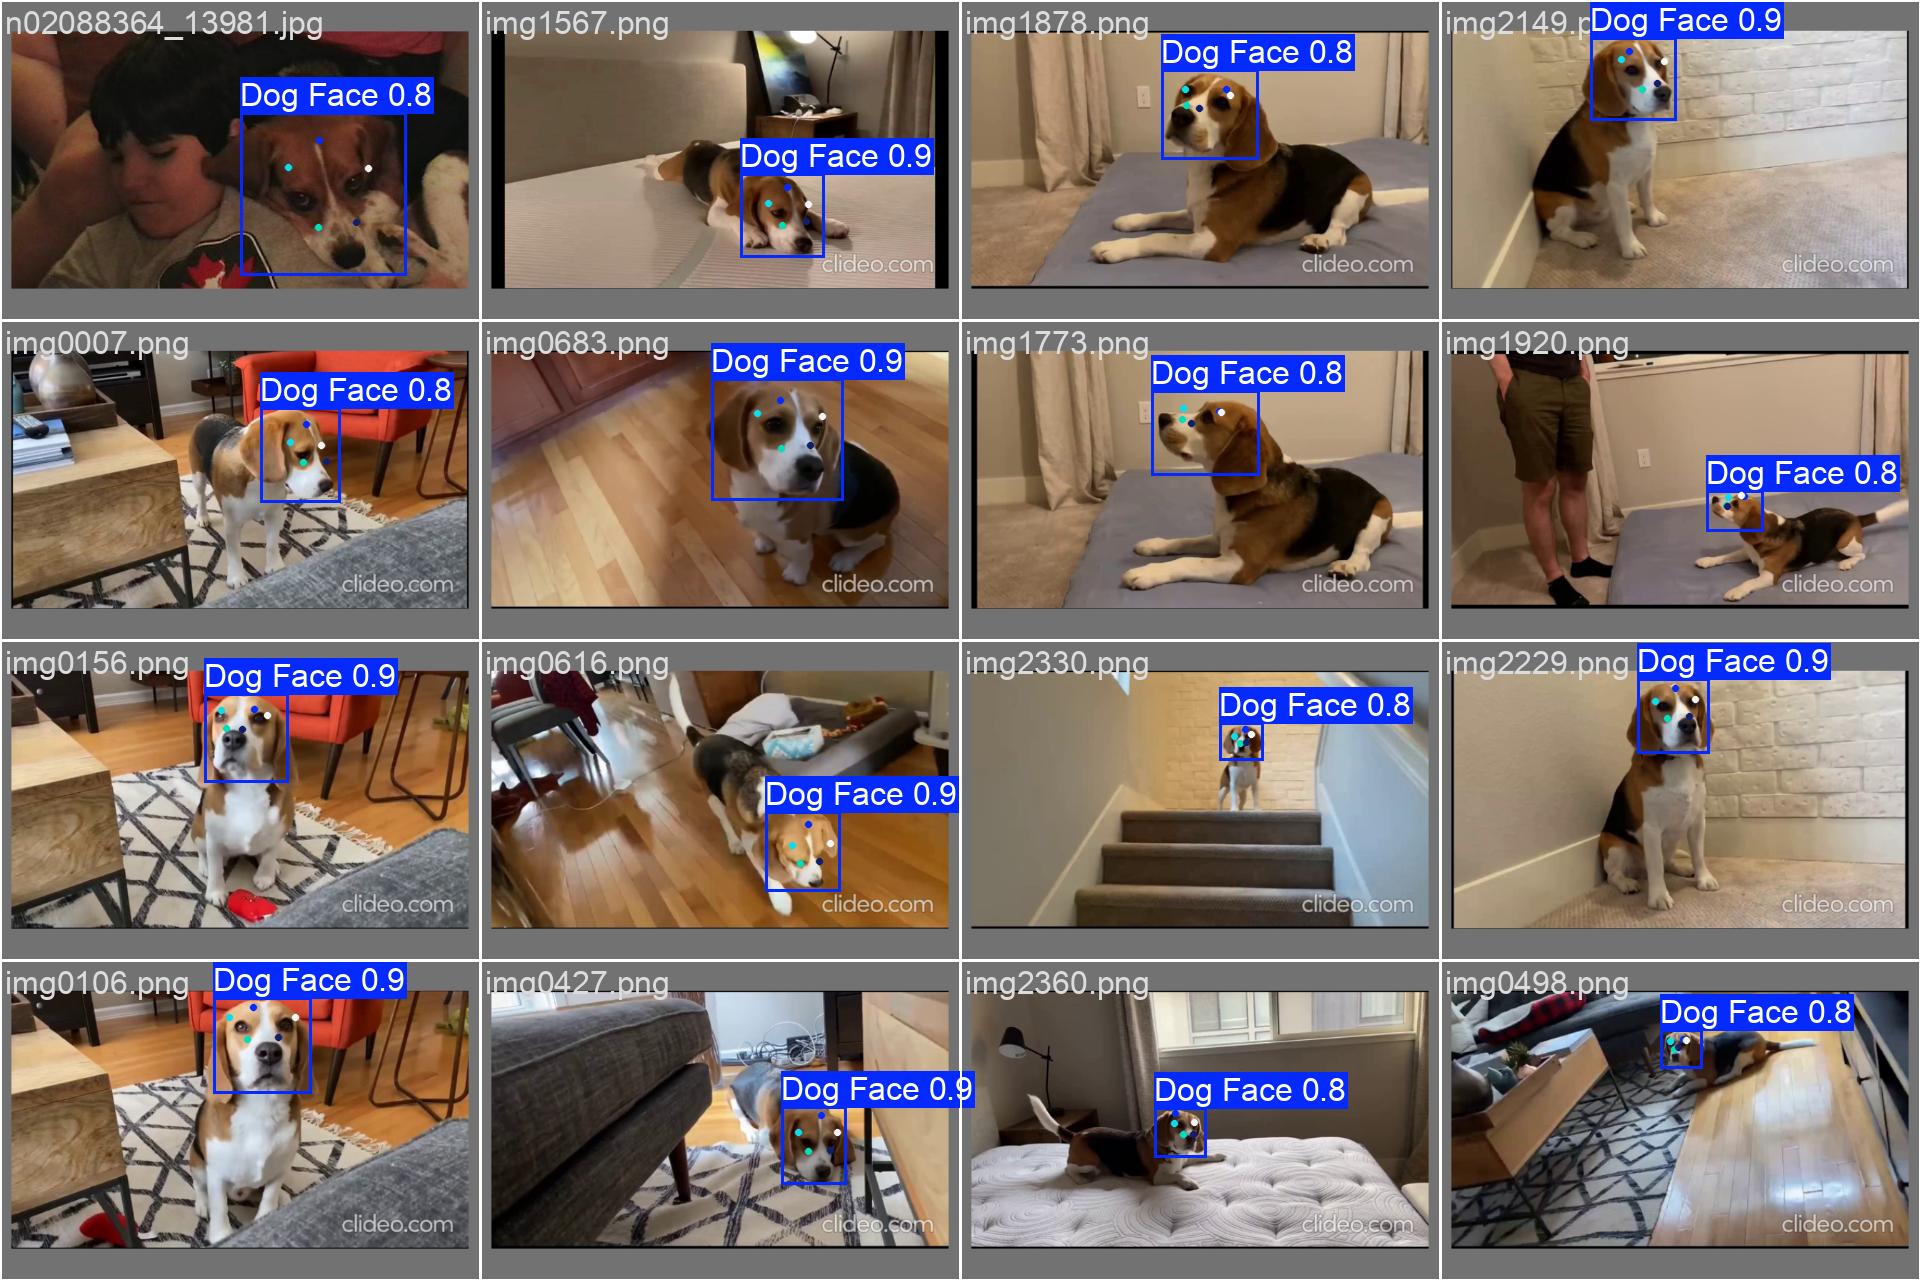 n02088364_13981.jpg
Dog Face 0.8
img1567.png
Dog Face 0.9
clideo.com
img1878.png
Dog Face 0.8
clideo.com
img2149.p
Dog Face 0.9
clideo.com
img0007.png
Dog Face 0.8
clideo.com
img0683.png
Dog Face 0.9
clideo.com
img1773.png
Dog Face 0.8
clideo.com
img1920.png
Dog Face 0.8
clideo.com
img0156.png
Dog Face 0.9
clideo.com
img0616.png
Dog Face 0.9
clideo.com
img2330.png
Dog Face 0.8
clideo.com
img2229.png
Dog Face 0.9
clideo.com
img0106.png
Dog Face 0.9
clideo.com
img0427.png
Dog Face 0.9
clideo.com
img2360.png
Dog Face 0.8
clideo.com
img0498.png
Dog Face 0.8
clideo.com